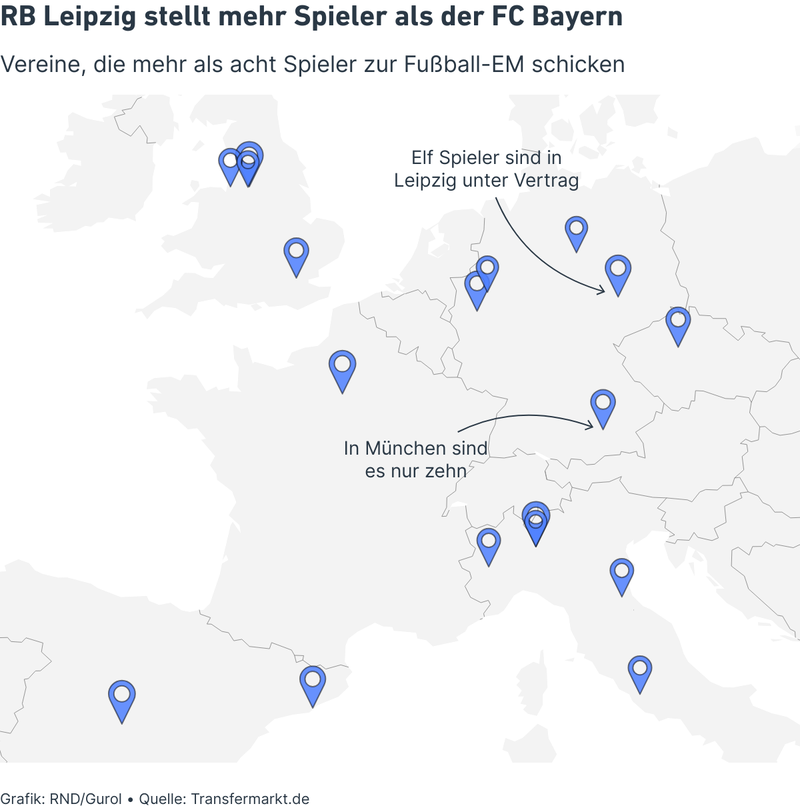 RB Leipzig stellt mehr Spieler als der FC Bayern
Vereine, die mehr als acht Spieler zur Fußball-EM schicken
Elf Spieler sind in
Leipzig unter Vertrag
In München sind
es nur zehn
Grafik: RND/Gurol • Quelle: Transfermarkt.de